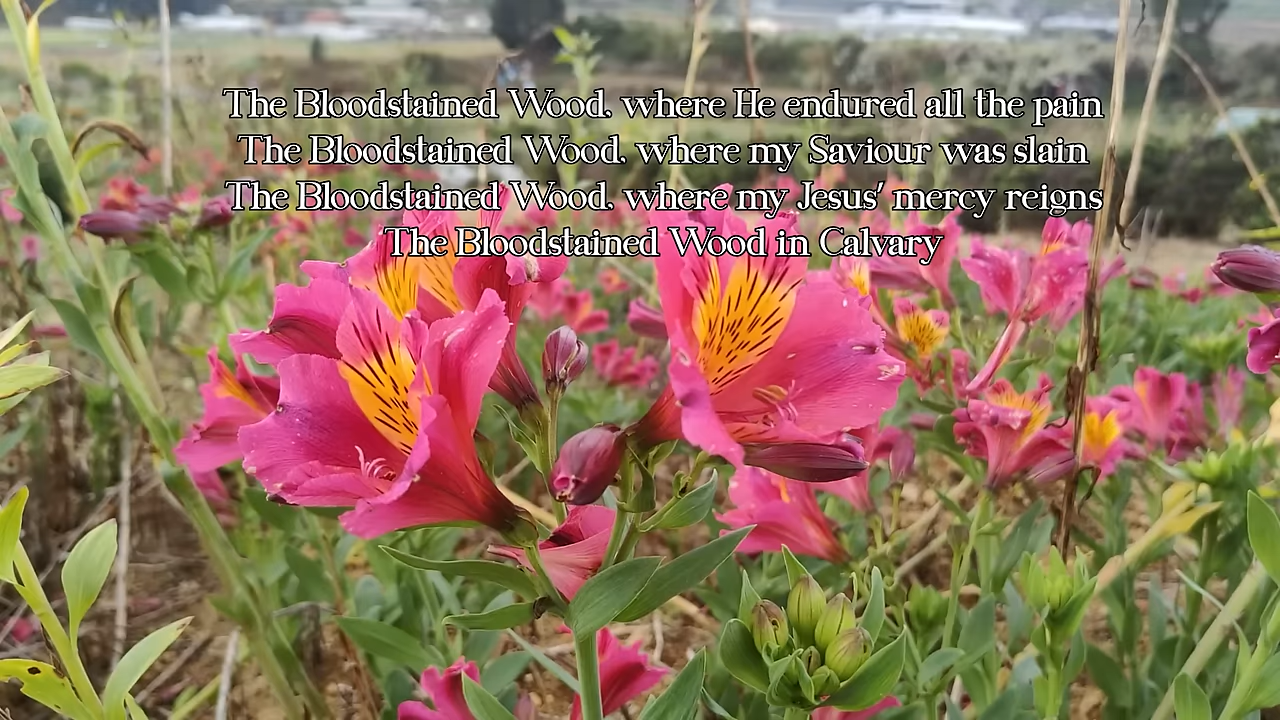 The Bloodstained Wood, where He endured all the pain
The Bloodstained Wood, where my Saviour was slain
The Bloodstained Wood, where my Jesus' mercy reigns
The Bloodstained Wood in Calvary